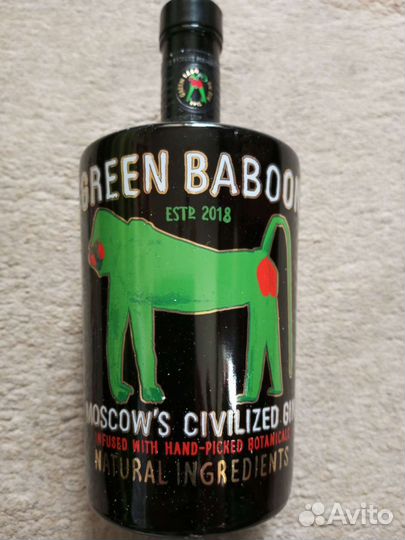 GREEN BABOON
ESTD 2018
MOSCOW'S CIVILIZED GIN
INFUSED WITH HAND-PICKED BOTANICALS
NATURAL INGREDIENTS
Avito